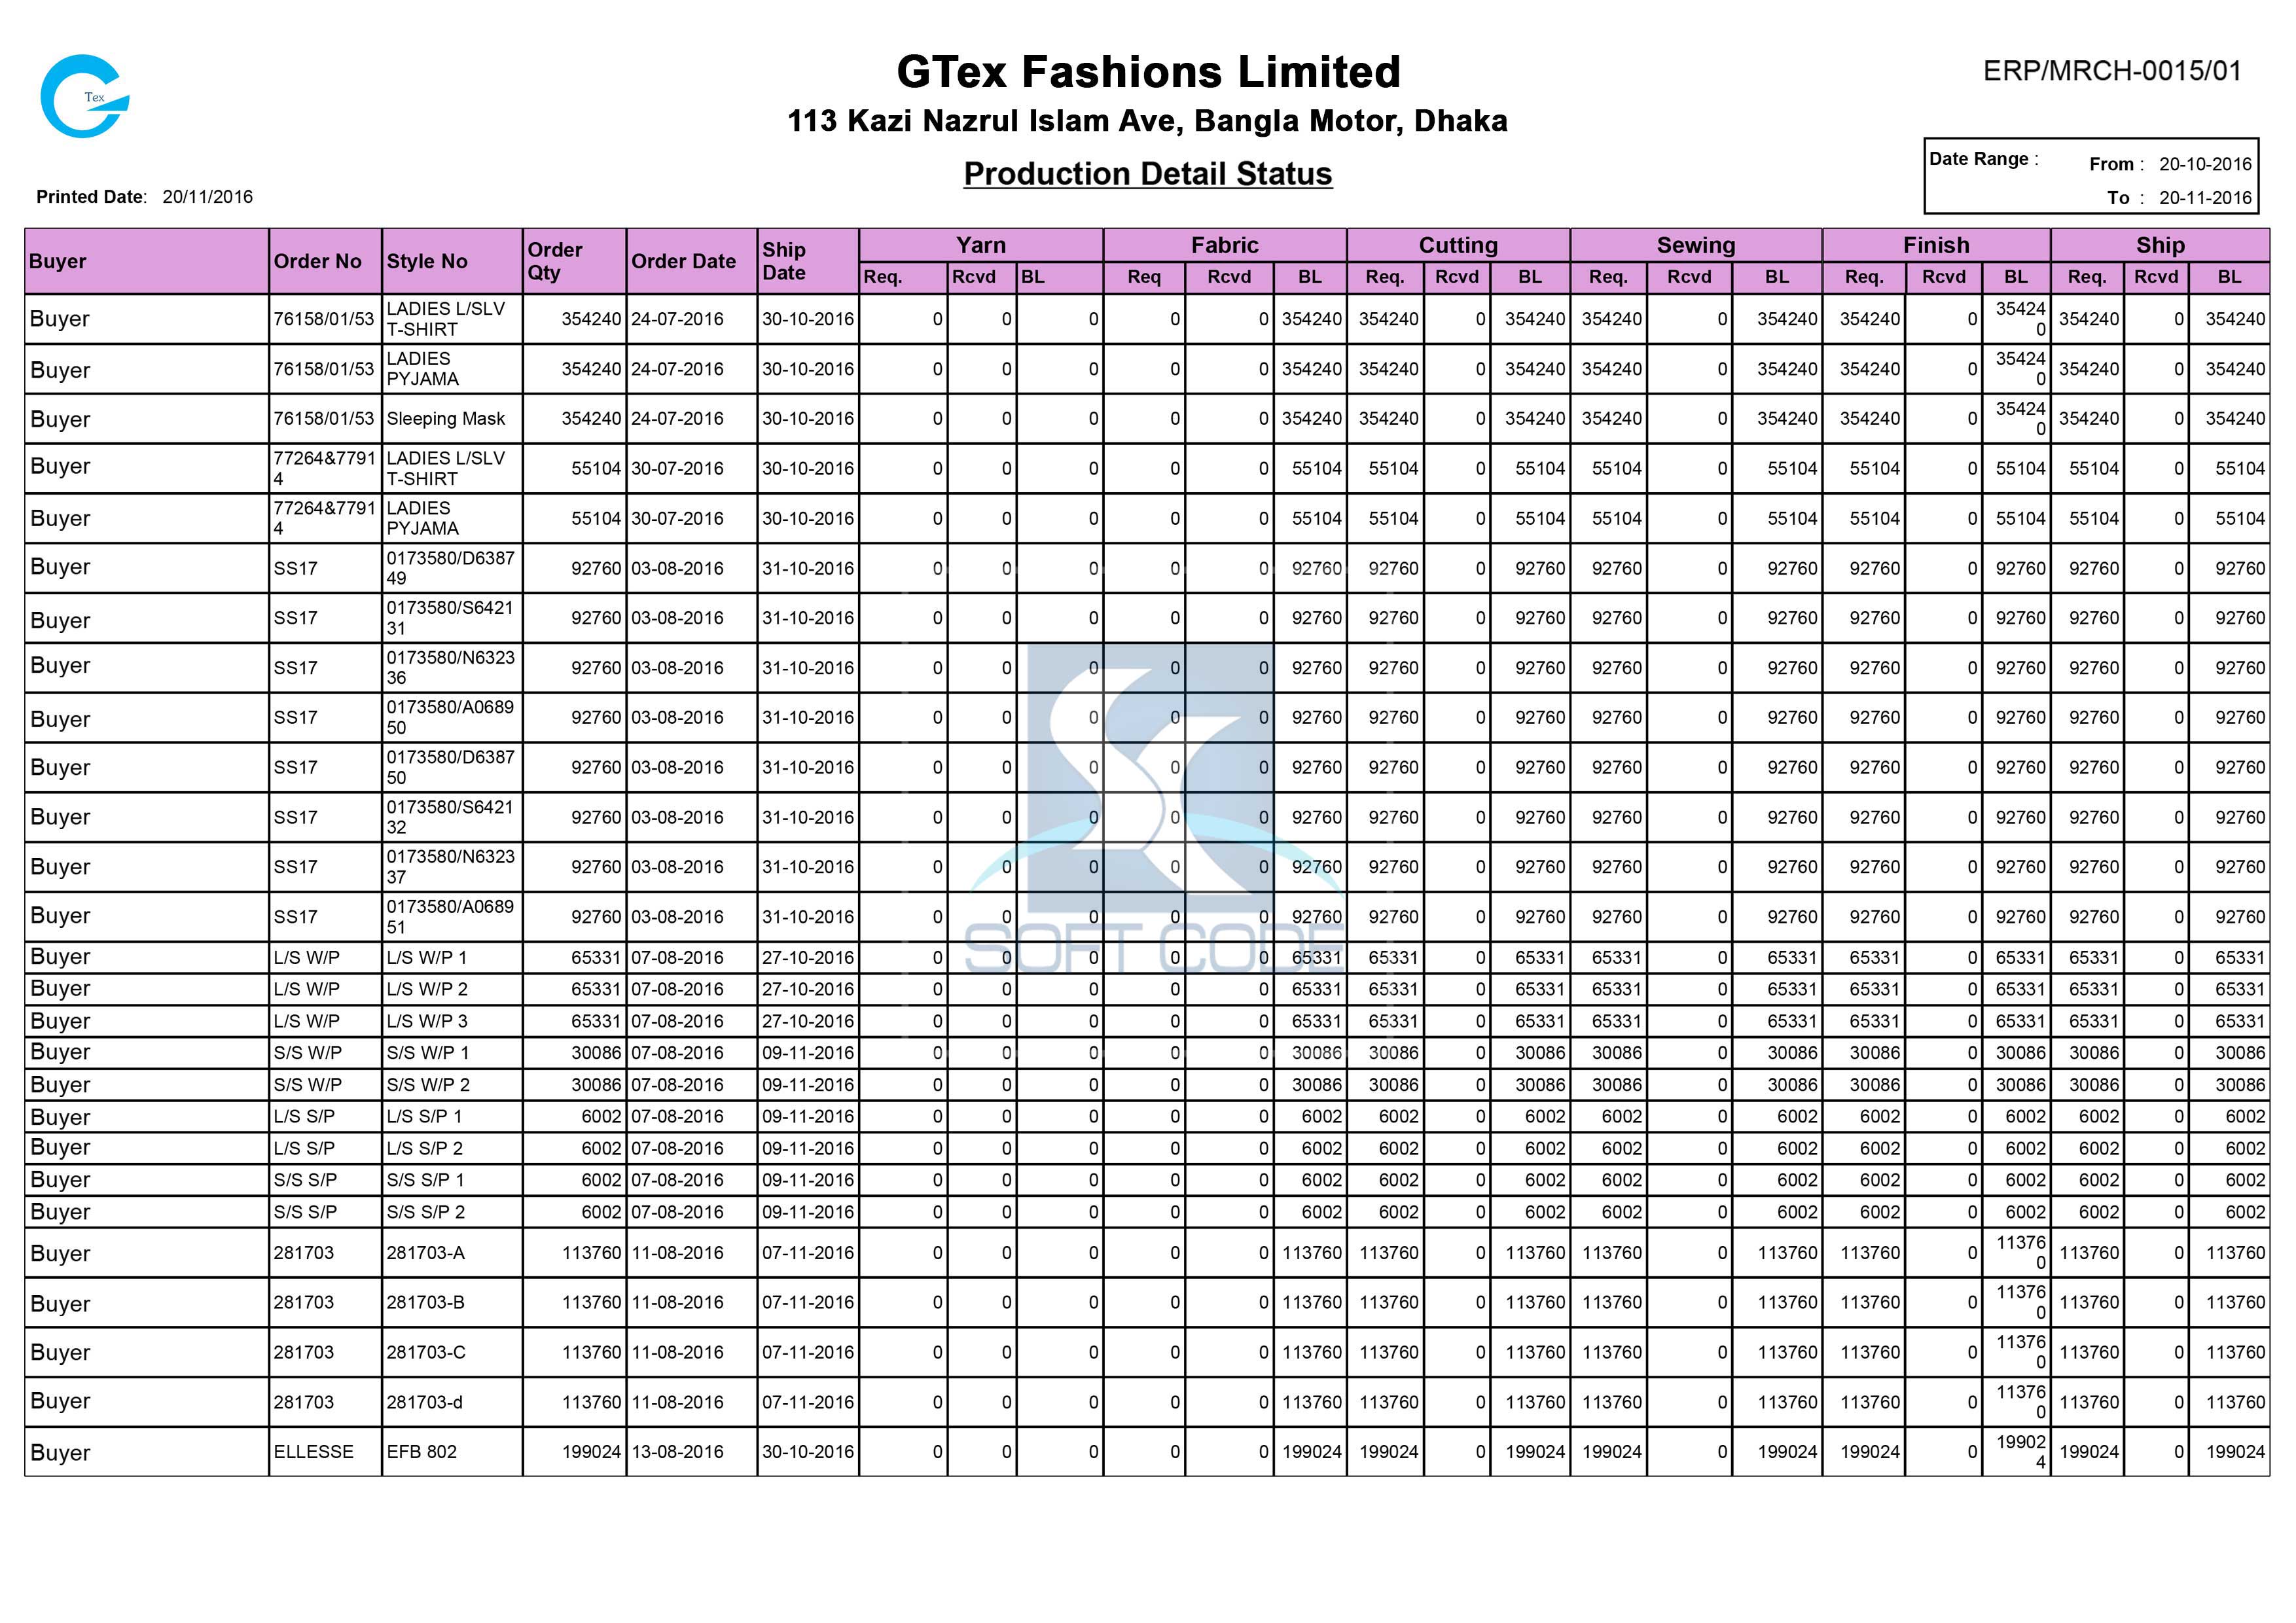 GTex Fashions Limited
ERP/MRCH-0015/01
Tex
113 Kazi Nazrul Islam Ave, Bangla Motor, Dhaka
Production Detail Status
Date Range : From : 20-10-2016
To : 20-11-2016
Printed Date: 20/11/2016
Buyer Order No Style No Order Qty Order Date Ship Date Yarn Fabric Cutting Sewing Finish Ship
Req. Rcvd BL Req Rcvd BL Req. Rcvd BL Req. Rcvd BL Req. Rcvd BL Req. Rcvd BL
Buyer 76158/01/53 LADIES L/SLV T-SHIRT 354240 24-07-2016 30-10-2016 0 0 0 0 0 354240 354240 0 354240 354240 0 354240 354240 0 354240 354240 0 354240
Buyer 76158/01/53 LADIES PYJAMA 354240 24-07-2016 30-10-2016 0 0 0 0 0 354240 354240 0 354240 354240 0 354240 354240 0 354240 354240 0 354240
Buyer 76158/01/53 Sleeping Mask 354240 24-07-2016 30-10-2016 0 0 0 0 0 354240 354240 0 354240 354240 0 354240 354240 0 354240 354240 0 354240
Buyer 77264&77914 LADIES L/SLV T-SHIRT 55104 30-07-2016 30-10-2016 0 0 0 0 0 55104 55104 0 55104 55104 0 55104 55104 0 55104 55104 0 55104
Buyer 77264&77914 LADIES PYJAMA 55104 30-07-2016 30-10-2016 0 0 0 0 0 55104 55104 0 55104 55104 0 55104 55104 0 55104 55104 0 55104
Buyer SS17 0173580/D638749 92760 03-08-2016 31-10-2016 0 0 0 0 0 92760 92760 0 92760 92760 0 92760 92760 0 92760 92760 0 92760
Buyer SS17 0173580/S642131 92760 03-08-2016 31-10-2016 0 0 0 0 0 92760 92760 0 92760 92760 0 92760 92760 0 92760 92760 0 92760
Buyer SS17 0173580/N632336 92760 03-08-2016 31-10-2016 0 0 0 0 0 92760 92760 0 92760 92760 0 92760 92760 0 92760 92760 0 92760
Buyer SS17 0173580/A068950 92760 03-08-2016 31-10-2016 0 0 0 0 0 92760 92760 0 92760 92760 0 92760 92760 0 92760 92760 0 92760
Buyer SS17 0173580/D638750 92760 03-08-2016 31-10-2016 0 0 0 0 0 92760 92760 0 92760 92760 0 92760 92760 0 92760 92760 0 92760
Buyer SS17 0173580/S642132 92760 03-08-2016 31-10-2016 0 0 0 0 0 92760 92760 0 92760 92760 0 92760 92760 0 92760 92760 0 92760
Buyer SS17 0173580/N632337 92760 03-08-2016 31-10-2016 0 0 0 0 0 92760 92760 0 92760 92760 0 92760 92760 0 92760 92760 0 92760
Buyer SS17 0173580/A068951 92760 03-08-2016 31-10-2016 0 0 0 0 0 92760 92760 0 92760 92760 0 92760 92760 0 92760 92760 0 92760
SOFT CODE
Buyer L/S W/P L/S W/P 1 65331 07-08-2016 27-10-2016 0 0 0 0 0 65331 65331 0 65331 65331 0 65331 65331 0 65331 65331 0 65331
Buyer L/S W/P L/S W/P 2 65331 07-08-2016 27-10-2016 0 0 0 0 0 65331 65331 0 65331 65331 0 65331 65331 0 65331 65331 0 65331
Buyer L/S W/P L/S W/P 3 65331 07-08-2016 27-10-2016 0 0 0 0 0 65331 65331 0 65331 65331 0 65331 65331 0 65331 65331 0 65331
Buyer S/S W/P S/S W/P 1 30086 07-08-2016 09-11-2016 0 0 0 0 0 30086 30086 0 30086 30086 0 30086 30086 0 30086 30086 0 30086
Buyer S/S W/P S/S W/P 2 30086 07-08-2016 09-11-2016 0 0 0 0 0 30086 30086 0 30086 30086 0 30086 30086 0 30086 30086 0 30086
Buyer L/S S/P L/S S/P 1 6002 07-08-2016 09-11-2016 0 0 0 0 0 6002 6002 0 6002 6002 0 6002 6002 0 6002 6002 0 6002
Buyer L/S S/P L/S S/P 2 6002 07-08-2016 09-11-2016 0 0 0 0 0 6002 6002 0 6002 6002 0 6002 6002 0 6002 6002 0 6002
Buyer S/S S/P S/S S/P 1 6002 07-08-2016 09-11-2016 0 0 0 0 0 6002 6002 0 6002 6002 0 6002 6002 0 6002 6002 0 6002
Buyer S/S S/P S/S S/P 2 6002 07-08-2016 09-11-2016 0 0 0 0 0 6002 6002 0 6002 6002 0 6002 6002 0 6002 6002 0 6002
Buyer 281703 281703-A 113760 11-08-2016 07-11-2016 0 0 0 0 0 113760 113760 0 113760 113760 0 113760 113760 0 113760 113760 0 113760
Buyer 281703 281703-B 113760 11-08-2016 07-11-2016 0 0 0 0 0 113760 113760 0 113760 113760 0 113760 113760 0 113760 113760 0 113760
Buyer 281703 281703-C 113760 11-08-2016 07-11-2016 0 0 0 0 0 113760 113760 0 113760 113760 0 113760 113760 0 113760 113760 0 113760
Buyer 281703 281703-d 113760 11-08-2016 07-11-2016 0 0 0 0 0 113760 113760 0 113760 113760 0 113760 113760 0 113760 113760 0 113760
Buyer ELLESSE EFB 802 199024 13-08-2016 30-10-2016 0 0 0 0 0 199024 199024 0 199024 199024 0 199024 199024 0 199024 199024 0 199024